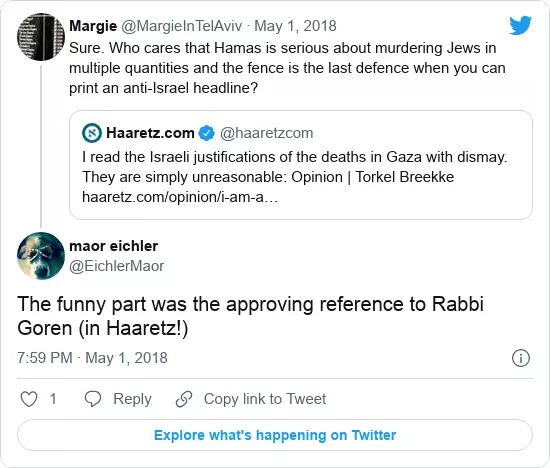 Margie @MargieInTelAviv · May 1, 2018
Sure. Who cares that Hamas is serious about murdering Jews in
multiple quantities and the fence is the last defence when you can
print an anti-Israel headline?
Haaretz.com @haaretzcom
I read the Israeli justifications of the deaths in Gaza with dismay.
They are simply unreasonable: Opinion | Torkel Breekke
haaretz.com/opinion/i-am-a…
maor eichler
@EichlerMaor
The funny part was the approving reference to Rabbi
Goren (in Haaretz!)
7:59 PM · May 1, 2018
1 Reply Copy link to Tweet
Explore what's happening on Twitter